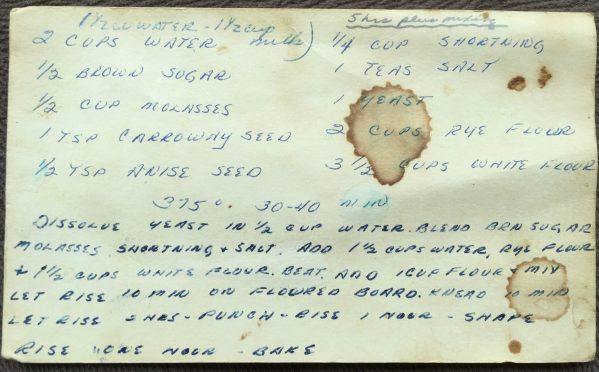 1 1/2 cu water - 1 1/2 cup milk)
5 hrs plus mixing
2 CUPS WATER
1/4 CUP SHORTNING
1/2 BROWN SUGAR
1 TEAS SALT
1/2 CUP MOLASSES
1 YEAST
1 TSP CARROWAY SEED
2 CUPS RYE FLOUR
1/2 TSP ANISE SEED
3 1/2 CUPS WHITE FLOUR
375° 30-40 MIN
DISSOLVE YEAST IN 1/2 CUP WATER. BLEND BRN SUGAR
MOLASSES SHORTNING + SALT. ADD 1 1/2 CUPS WATER, RYE FLOUR
+ 1 1/2 CUPS WHITE FLOUR. BEAT. ADD 1 CUP FLOUR + MIX
LET RISE 10 MIN ON FLOURED BOARD. KNEAD 10 MIN
LET RISE 2 HRS - PUNCH - RISE 1 HOUR - SHAPE
RISE ONE HOUR - BAKE